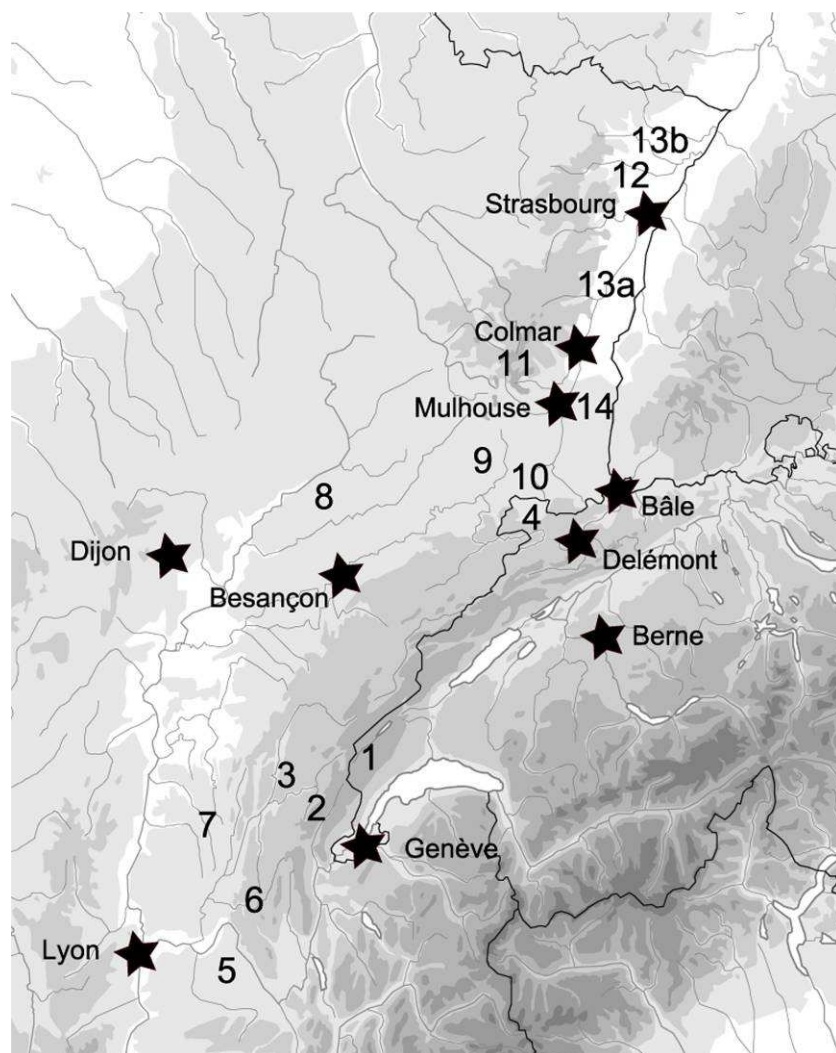 13b
12
Strasbourg
13a
Colmar
11
Mulhouse
14
9
10
8
4
Bâle
Dijon
Delémont
Besançon
Berne
1
3
2
7
Genève
6
Lyon
5